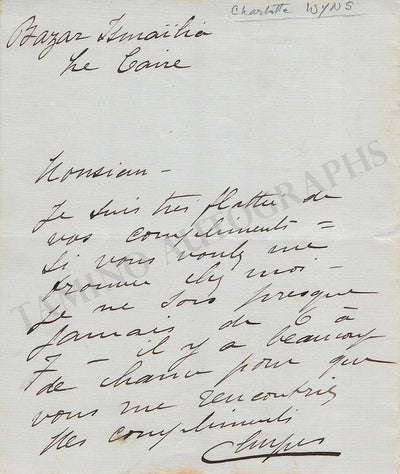 Charlotte WYNS
Bazar Ismaïlia
Le Caire
Monsieur -
Je suis très flattée de
vos compliments =
Si vous voulez me
trouver chez moi -
Je ne sors presque
Jamais de 6 à
7 - il y a beaucoup
de chance pour que
vous me rencontriez
Mes compliments
CWyns
TAMINO AUTOGRAPHS